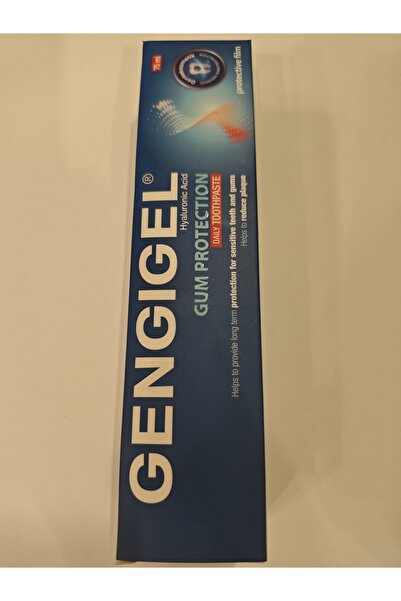 GENGIGEL®
Hyaluronic Acid
GUM PROTECTION
DAILY TOOTHPASTE
Helps to provide long term protection for sensitive teeth and gums
Helps to reduce plaque
75 ml
protective film